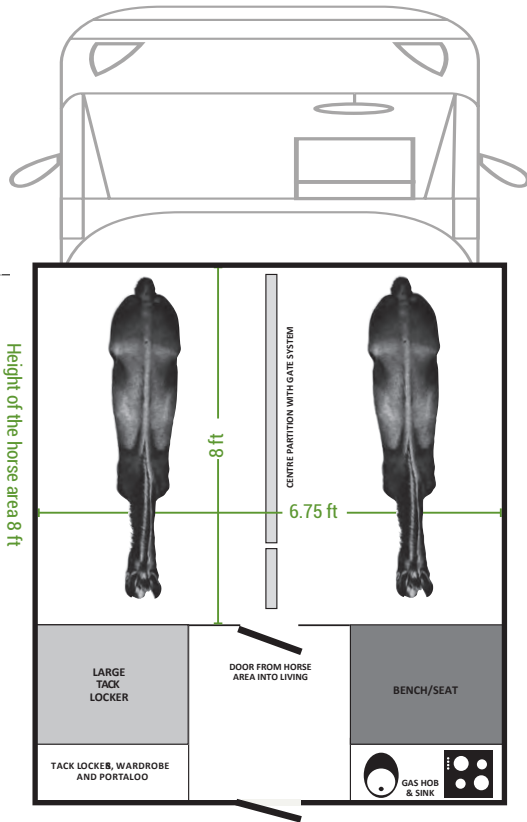 Height of the horse area 8 ft
CENTRE PARTITION WITH GATE SYSTEM
8 ft
6.75 ft
DOOR FROM HORSE
AREA INTO LIVING
LARGE
TACK
LOCKER
BENCH/SEAT
TACK LOCKER, WARDROBE
AND PORTALOO
GAS HOB
& SINK